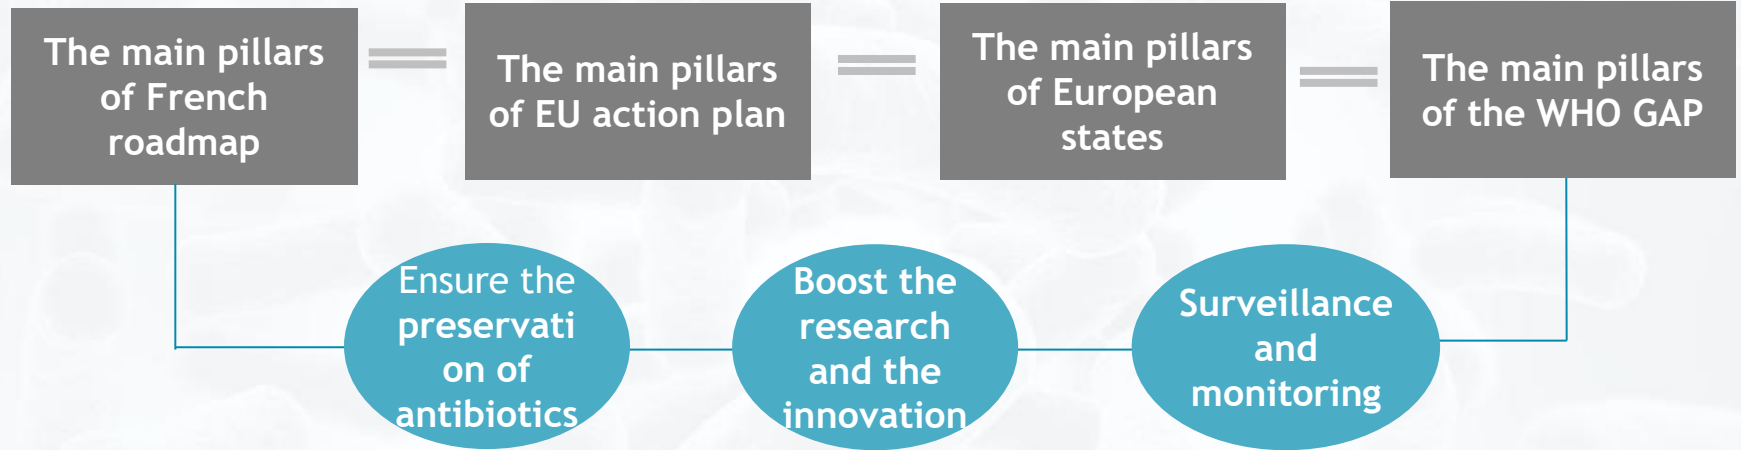 The main pillars
of French
roadmap
The main pillars
of EU action plan
The main pillars
of European
states
The main pillars
of the WHO GAP
Ensure the
preservati
on of
antibiotics
Boost the
research
and the
innovation
Surveillance
and
monitoring